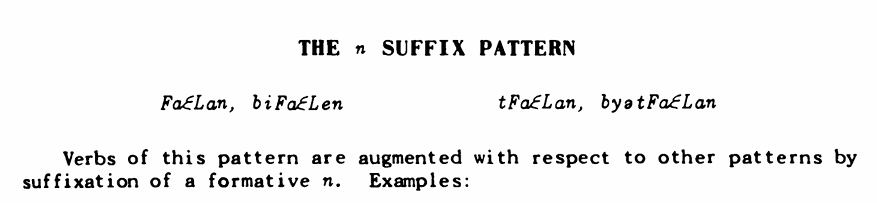 THE n SUFFIX PATTERN
FaƐLan, biFaƐLen tFaƐLan, byətFaƐLan
Verbs of this pattern are augmented with respect to other patterns by
suffixation of a formative n. Examples: